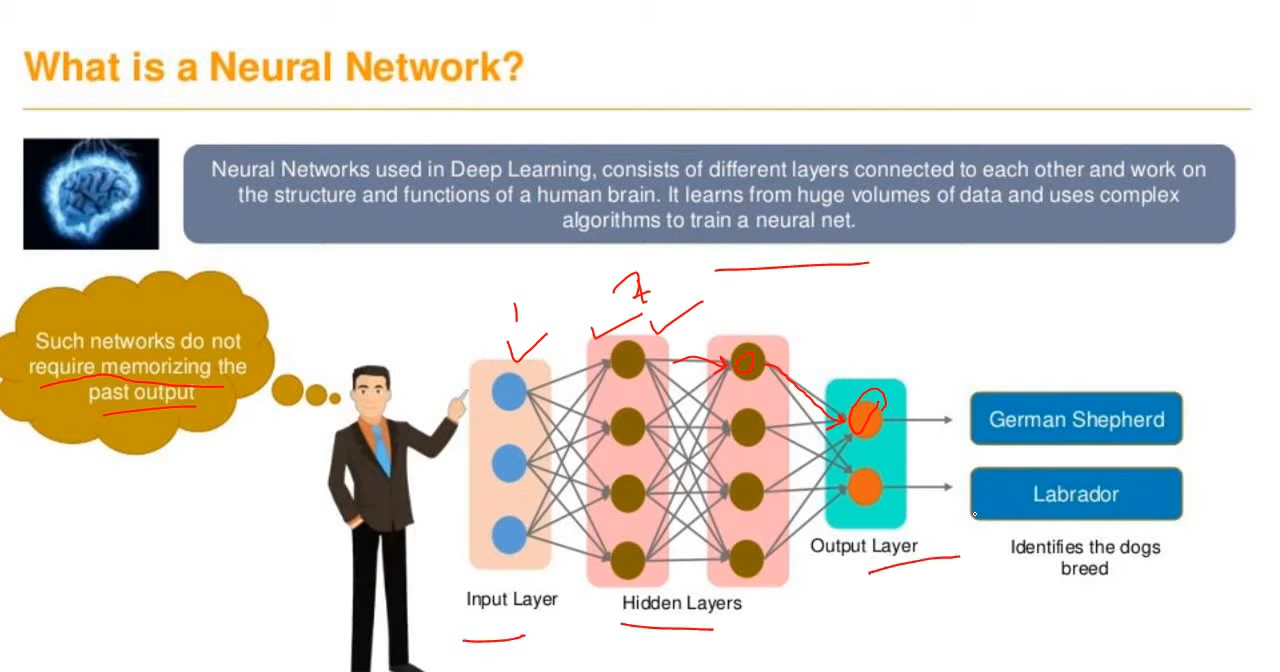 What is a Neural Network?
Neural Networks used in Deep Learning, consists of different layers connected to each other and work on
the structure and functions of a human brain. It learns from huge volumes of data and uses complex
algorithms to train a neural net.
Such networks do not
require memorizing the
past output
German Shepherd
Labrador
Identifies the dogs
breed
Output Layer
Input Layer
Hidden Layers